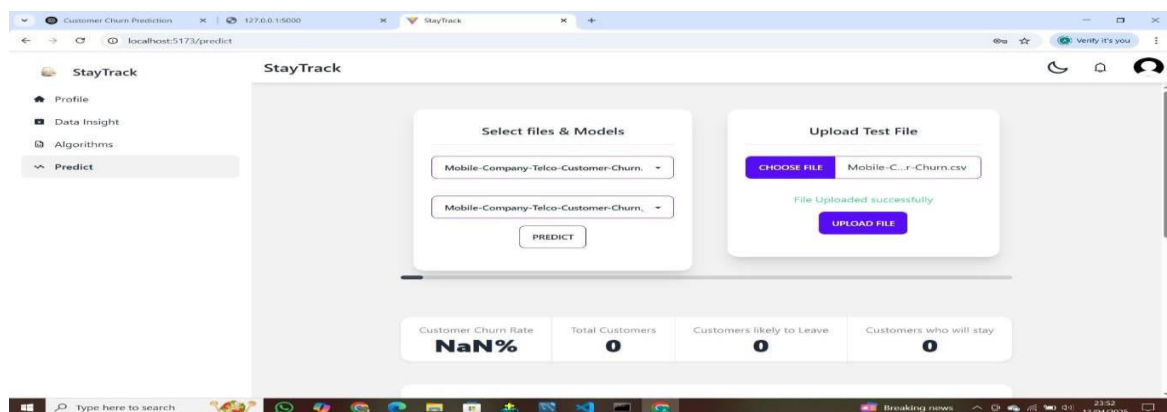 Customer Churn Prediction
127.0.0.1:5000
StayTrack
localhost:5173/predict
Verify it's you
StayTrack
StayTrack
Profile
Data Insight
Algorithms
Predict
Select files & Models
Mobile-Company-Telco-Customer-Churn.
Mobile-Company-Telco-Customer-Churn_
PREDICT
Upload Test File
CHOOSE FILE Mobile-C...r-Churn.csv
File Uploaded successfully
UPLOAD FILE
Customer Churn Rate
NaN%
Total Customers
0
Customers likely to Leave
0
Customers who will stay
0
Type here to search
Breaking news
23:52